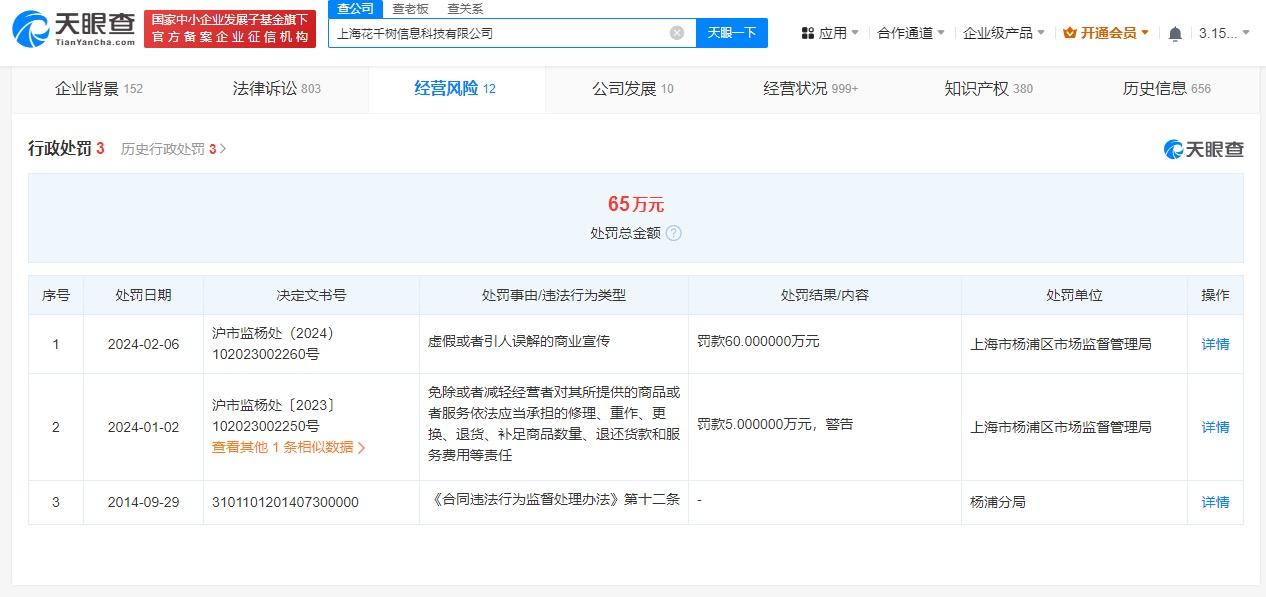 天眼查
TianYanCha.com
国家中小企业发展子基金旗下
官方备案企业征信机构
查公司 查老板 查关系
上海花千树信息科技有限公司
天眼一下
应用 合作通道 企业级产品 开通会员 3.15...
企业背景 152 法律诉讼 803 经营风险 12 公司发展 10 经营状况 999+ 知识产权 380 历史信息 656
行政处罚 3 历史行政处罚 3
天眼查
65万元
处罚总金额 ?
序号 处罚日期 决定文书号 处罚事由/违法行为类型 处罚结果/内容 处罚单位 操作
1 2024-02-06 沪市监杨处（2024）
102023002260号
虚假或者引人误解的商业宣传 罚款60.000000万元 上海市杨浦区市场监督管理局 详情
2 2024-01-02 沪市监杨处〔2023〕
102023002250号
查看其他 1 条相似数据
免除或者减轻经营者对其所提供的商品或
者服务依法应当承担的修理、重作、更
换、退货、补足商品数量、退还货款和服
务费用等责任
罚款5.000000万元，警告 上海市杨浦区市场监督管理局 详情
3 2014-09-29 3101101201407300000 《合同违法行为监督处理办法》第十二条 - 杨浦分局 详情